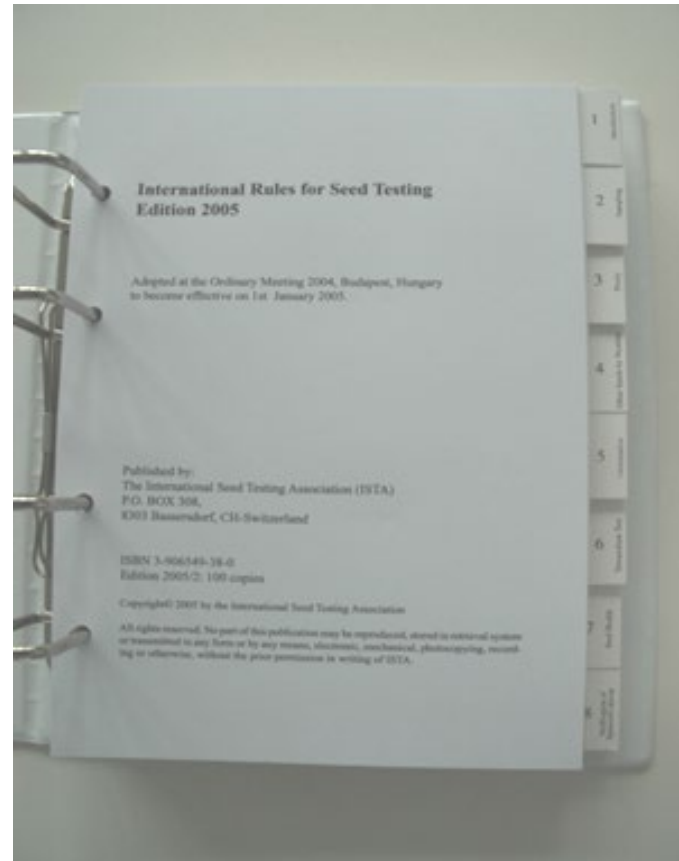 International Rules for Seed Testing
Edition 2005
Adopted at the Ordinary Meeting 2004, Budapest, Hungary
to become effective on 1st January 2005.
Published by:
The International Seed Testing Association (ISTA)
P.O. BOX 308,
8303 Bassersdorf, CH-Switzerland
ISBN 3-906549-38-0
Edition 2005/2: 100 copies
Copyright© 2005 by the International Seed Testing Association
All rights reserved. No part of this publication may be reproduced, stored in retrieval system
or transmitted in any form or by any means, electronic, mechanical, photocopying, record-
ing or otherwise, without the prior permission in writing of ISTA.
1
2 Sampling
3 Purity
4
5
6
7 Seed Health
8